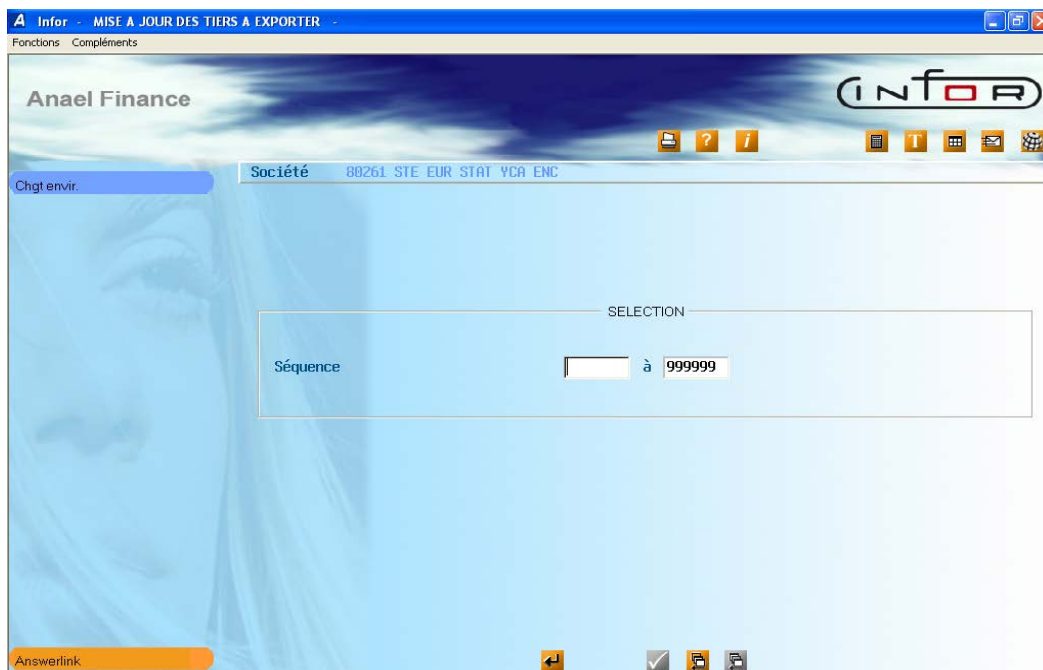 A Infor - MISE A JOUR DES TIERS A EXPORTER -
Fonctions Compléments
Anael Finance
INFOR
? i T
Société 80261 STE EUR STAT YCA ENC
Chgt envir.
SELECTION
Séquence à 999999
Answerlink